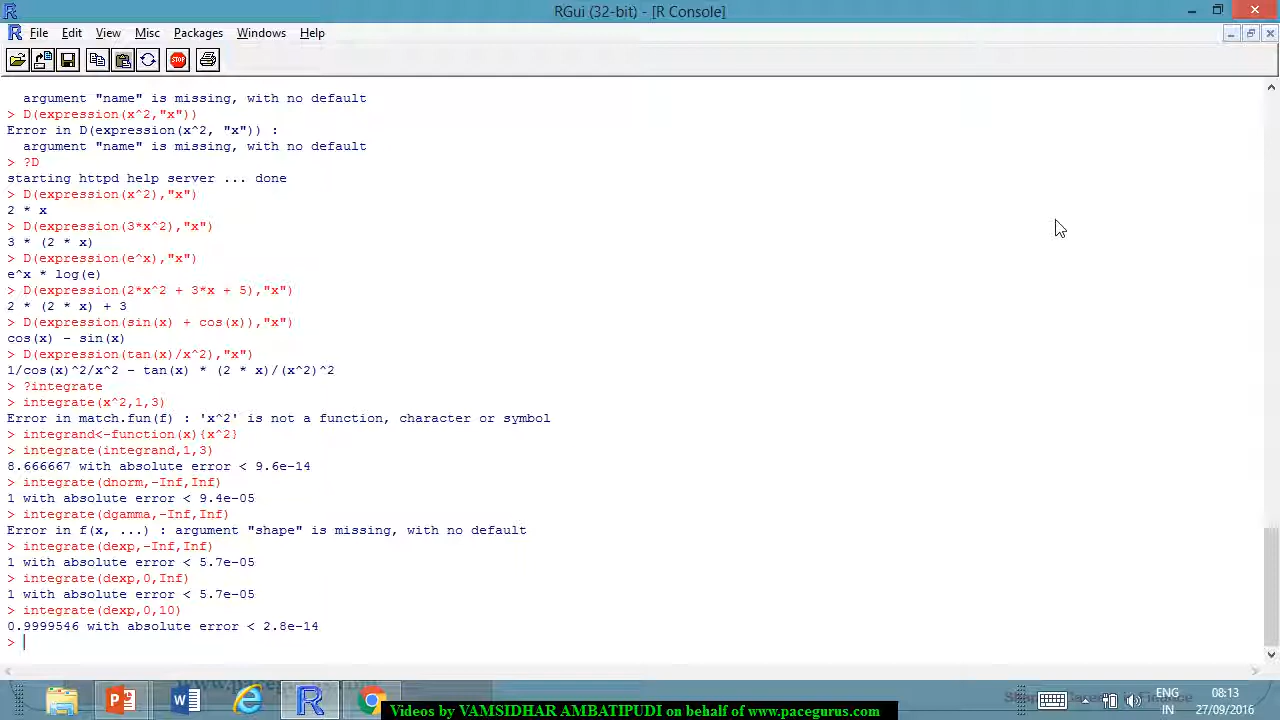 RGui (32-bit) - [R Console]
File Edit View Misc Packages Windows Help
STOP
argument "name" is missing, with no default
> D(expression(x^2,"x"))
Error in D(expression(x^2, "x")) :
argument "name" is missing, with no default
> ?D
starting httpd help server ... done
> D(expression(x^2),"x")
2 * x
> D(expression(3*x^2),"x")
3 * (2 * x)
> D(expression(e^x),"x")
e^x * log(e)
> D(expression(2*x^2 + 3*x + 5),"x")
2 * (2 * x) + 3
> D(expression(sin(x) + cos(x)),"x")
cos(x) - sin(x)
> D(expression(tan(x)/x^2),"x")
1/cos(x)^2/x^2 - tan(x) * (2 * x)/(x^2)^2
> ?integrate
> integrate(x^2,1,3)
Error in match.fun(f) : 'x^2' is not a function, character or symbol
> integrand<-function(x){x^2}
> integrate(integrand,1,3)
8.666667 with absolute error < 9.6e-14
> integrate(dnorm,-Inf,Inf)
1 with absolute error < 9.4e-05
> integrate(dgamma,-Inf,Inf)
Error in f(x, ...) : argument "shape" is missing, with no default
> integrate(dexp,-Inf,Inf)
1 with absolute error < 5.7e-05
> integrate(dexp,0,Inf)
1 with absolute error < 5.7e-05
> integrate(dexp,0,10)
0.9999546 with absolute error < 2.8e-14
>
ENG
IN
08:13
27/09/2016
Videos by VAMSIDHAR AMBATIPUDI on behalf of www.pacegurus.com